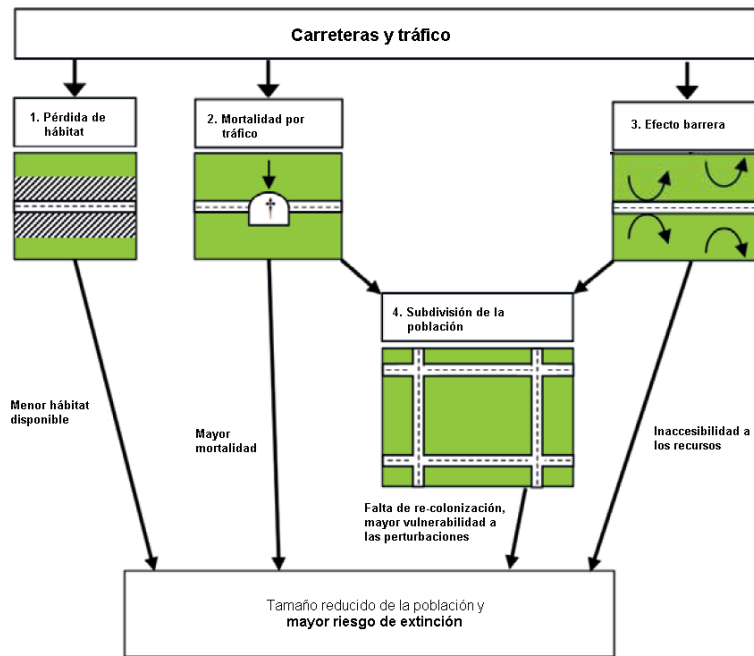 Carreteras y tráfico
1. Pérdida de
hábitat
2. Mortalidad por
tráfico
3. Efecto barrera
†
4. Subdivisión de la
población
Menor hábitat
disponible
Mayor
mortalidad
Inaccesibilidad a
los recursos
Falta de re-colonización,
mayor vulnerabilidad a
las perturbaciones
Tamaño reducido de la población y
mayor riesgo de extinción